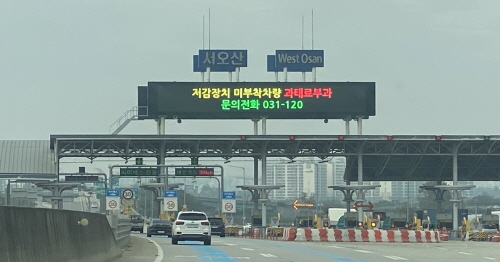 서오산
West Osan
저감장치 미부착차량 과태료부과
문의전화 031-120